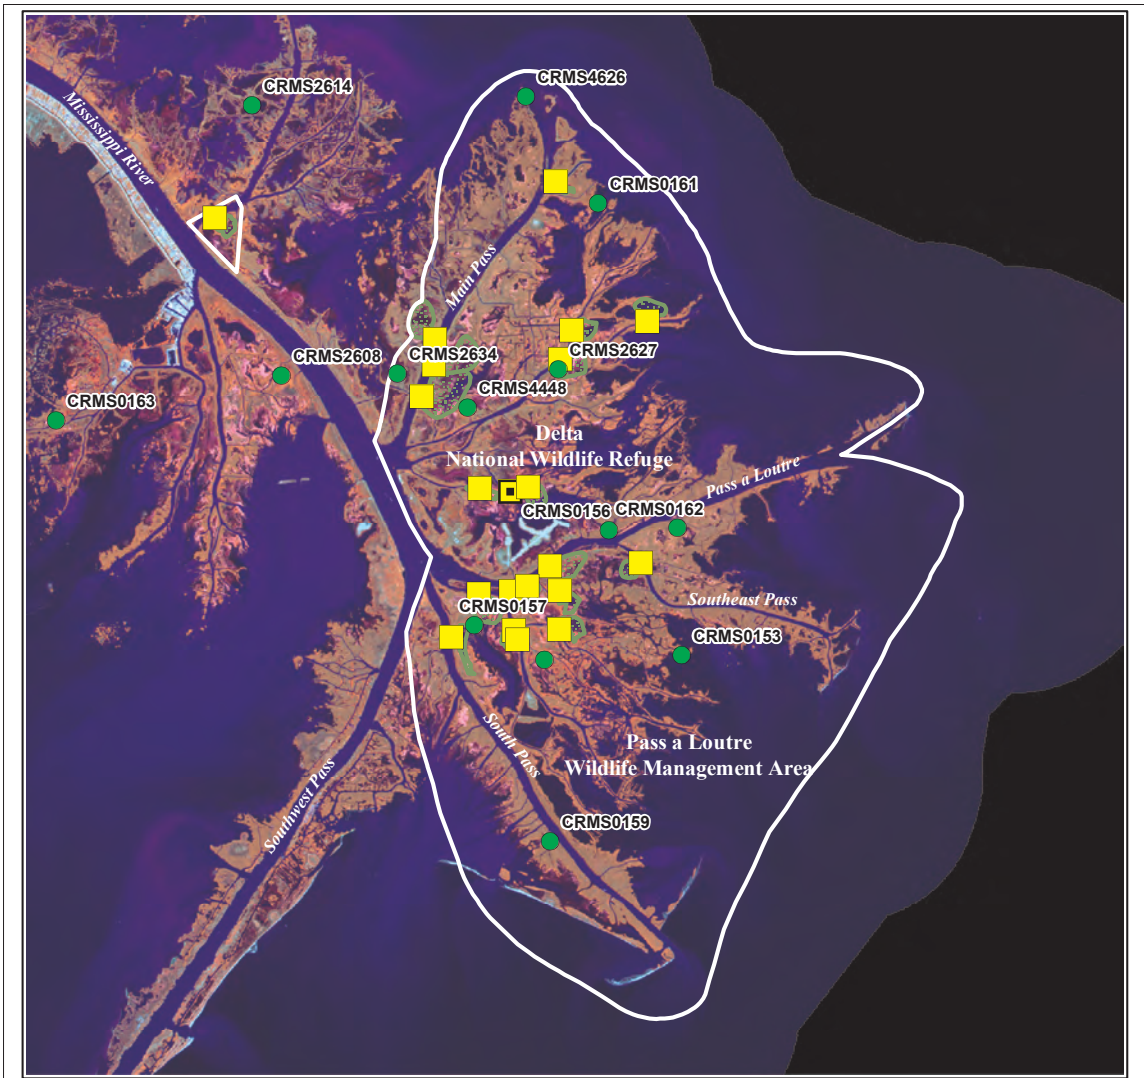 CRMS4626
CRMS2614
Mississippi River
CRMS0161
Main Pass
CRMS2608
CRMS2634
CRMS2627
CRMS4448
CRMS0163
Delta
National Wildlife Refuge
Pass a Loutre
CRMS0156
CRMS0162
Southeast Pass
CRMS0157
CRMS0153
South Pass
Pass a Loutre
Wildlife Management Area
Southwest Pass
CRMS0159